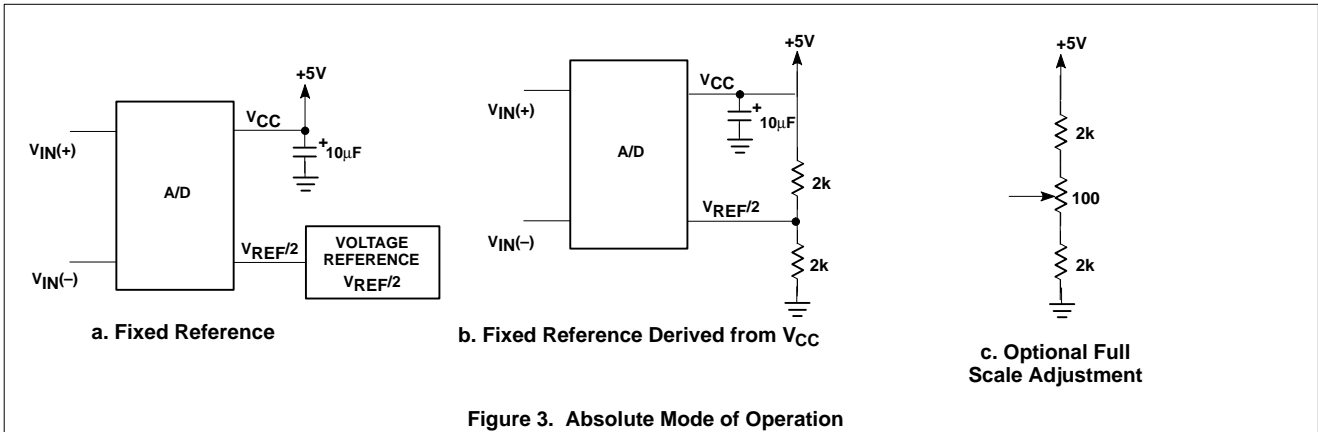 +5V
VCC
VIN(+)
+
10µF
A/D
VREF/2
VOLTAGE
REFERENCE
VREF/2
VIN(–)
a. Fixed Reference
+5V
VCC
VIN(+)
+
10µF
A/D
2k
VREF/2
VIN(–)
2k
b. Fixed Reference Derived from VCC
+5V
2k
100
2k
c. Optional Full
Scale Adjustment
Figure 3. Absolute Mode of Operation